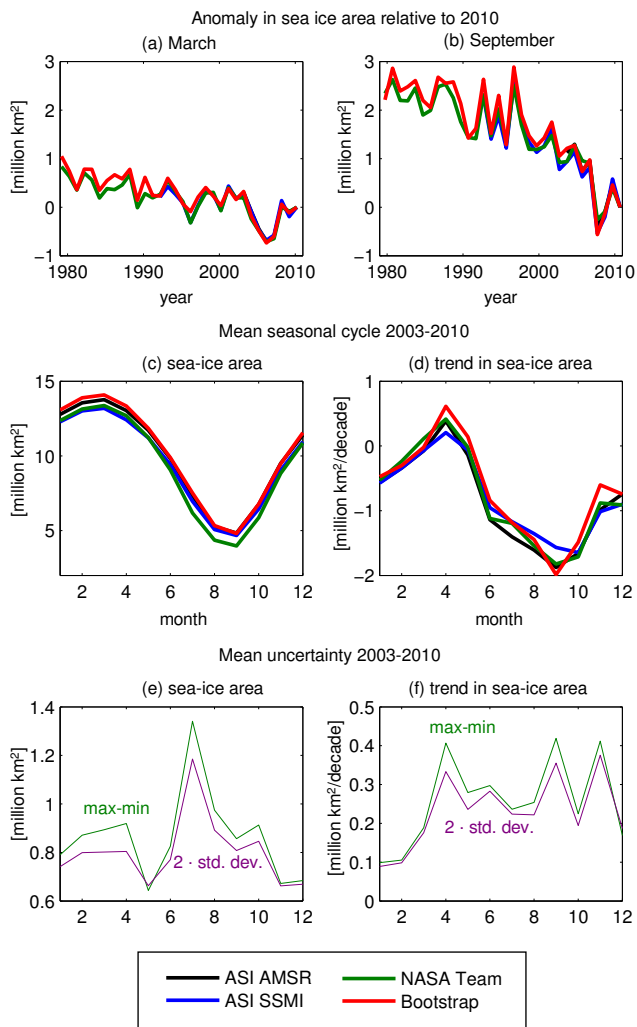 Anomaly in sea ice area relative to 2010
(a) March
(b) September
[million km²]
3
2
1
0
−1
1980 1990 2000 2010
year
[million km²]
3
2
1
0
−1
1980 1990 2000 2010
year
Mean seasonal cycle 2003-2010
(c) sea-ice area
(d) trend in sea-ice area
[million km²]
15
10
5
2 4 6 8 10 12
month
[million km²/decade]
1
0
−1
−2
2 4 6 8 10 12
month
Mean uncertainty 2003-2010
(e) sea-ice area
(f) trend in sea-ice area
[million km²]
1.4
1.2
1
0.8
0.6
max-min
2 · std. dev.
2 4 6 8 10 12
[million km²/decade]
0.5
0.4
0.3
0.2
0.1
0
max-min
2 · std. dev.
2 4 6 8 10 12
ASI AMSR
ASI SSMI
NASA Team
Bootstrap